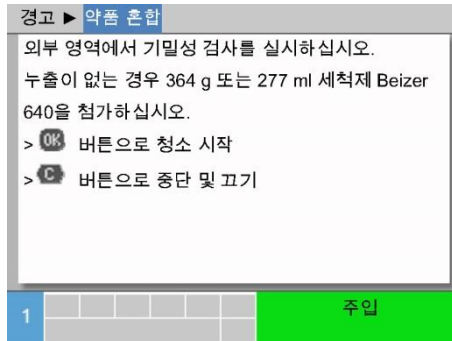 경고 ▶ 약품 혼합
외부 영역에서 기밀성 검사를 실시하십시오.
누출이 없는 경우 364 g 또는 277 ml 세척제 Beizer
640을 첨가하십시오.
> OK 버튼으로 청소 시작
> C 버튼으로 중단 및 끄기
1
주입